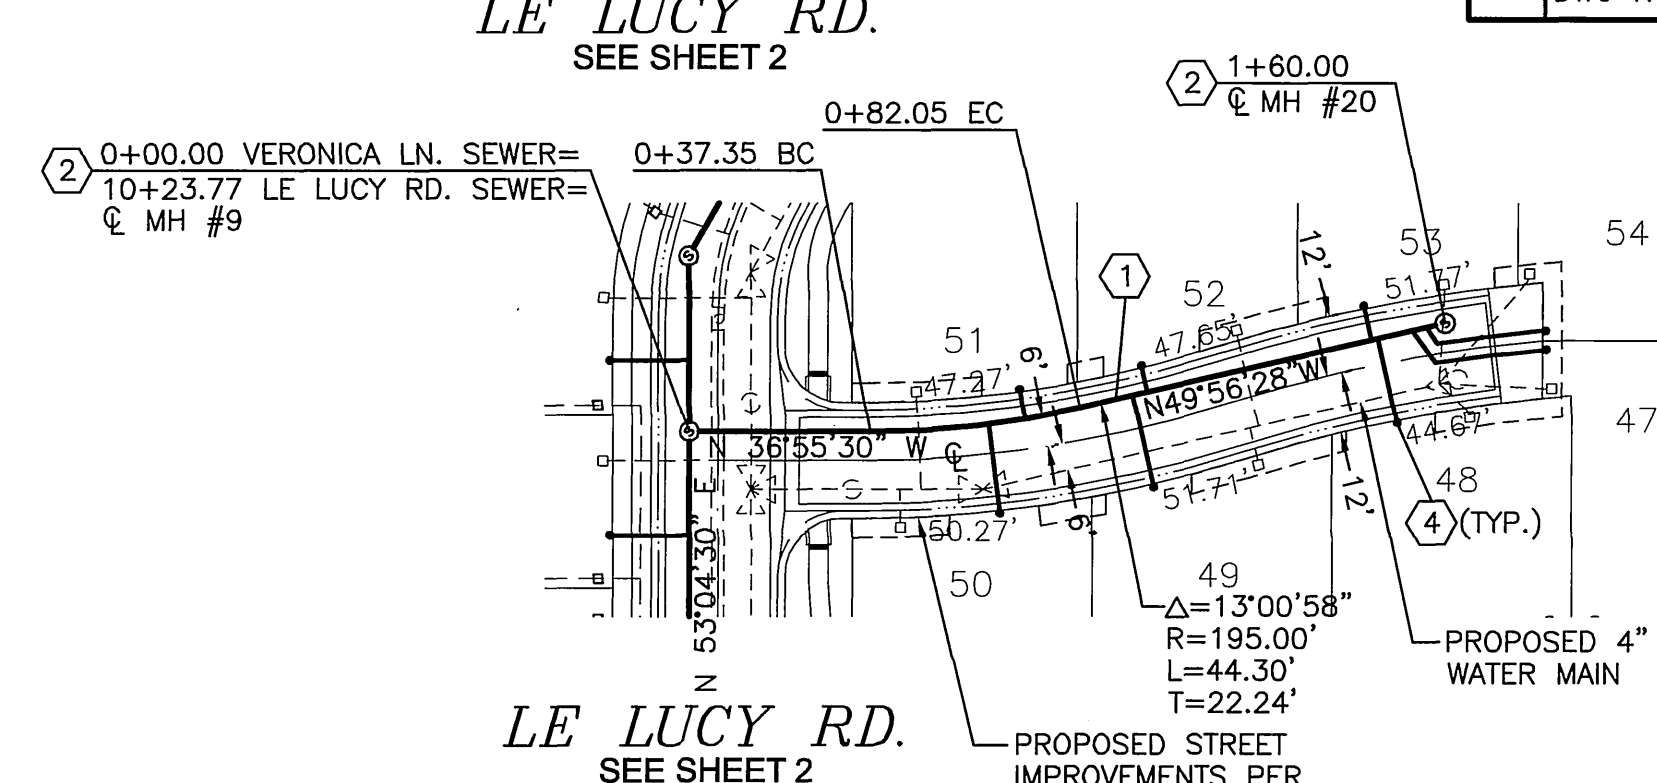 LE LUCY RD.
SEE SHEET 2
2
1+60.00
℄ MH #20
0+82.05 EC
2
0+00.00 VERONICA LN. SEWER=
10+23.77 LE LUCY RD. SEWER=
℄ MH #9
0+37.35 BC
1
12'
53
54
51.77'
52
47.65'
51
47.27'
6'
N49°56'28"W
N 36°55'30" W
℄
44.67'
47
48
51.71'
12'
4
(TYP.)
6'
50.27'
50
49
N 53°04'30" E
Δ=13°00'58"
R=195.00'
L=44.30'
T=22.24'
PROPOSED 4"
WATER MAIN
LE LUCY RD.
SEE SHEET 2
PROPOSED STREET
IMPROVEMENTS PER